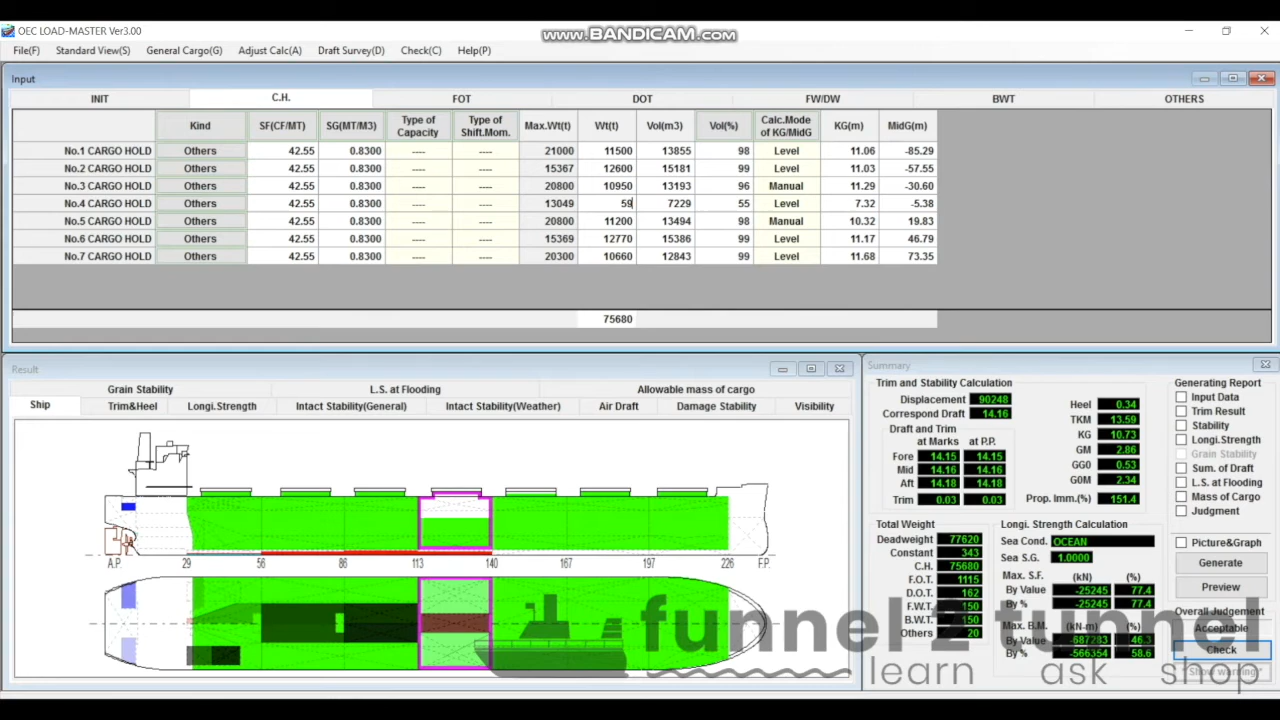 OEC LOAD-MASTER Ver3.00
www.BANDICAM.com
File(F) Standard View(S) General Cargo(G) Adjust Calc(A) Draft Survey(D) Check(C) Help(P)
Input
INIT C.H. FOT DOT FW/DW BWT OTHERS
Kind SF(CF/MT) SG(MT/M3) Type of Capacity Type of Shift.Mom. Max.Wt(t) Wt(t) Vol(m3) Vol(%) Calc.Mode of KG/MidG KG(m) MidG(m)
No.1 CARGO HOLD Others 42.55 0.8300 ---- ---- 21000 11500 13855 98 Level 11.06 -85.29
No.2 CARGO HOLD Others 42.55 0.8300 ---- ---- 15367 12600 15181 99 Level 11.03 -57.55
No.3 CARGO HOLD Others 42.55 0.8300 ---- ---- 20800 10950 13193 96 Manual 11.29 -30.60
No.4 CARGO HOLD Others 42.55 0.8300 ---- ---- 13049 59 7229 55 Level 7.32 -5.38
No.5 CARGO HOLD Others 42.55 0.8300 ---- ---- 20800 11200 13494 98 Manual 10.32 19.83
No.6 CARGO HOLD Others 42.55 0.8300 ---- ---- 15369 12770 15386 99 Level 11.17 46.79
No.7 CARGO HOLD Others 42.55 0.8300 ---- ---- 20300 10660 12843 99 Level 11.68 73.35
75680
Result
Grain Stability L.S. at Flooding Allowable mass of cargo
Ship Trim&Heel Longi.Strength Intact Stability(General) Intact Stability(Weather) Air Draft Damage Stability Visibility
A.P. 29 56 86 113 140 167 197 226 F.P.
Summary
Trim and Stability Calculation
Displacement 90248
Correspond Draft 14.16
Draft and Trim
at Marks at P.P.
Fore 14.15 14.15
Mid 14.16 14.16
Aft 14.18 14.18
Trim 0.03 0.03
Heel 0.34
TKM 13.59
KG 10.73
GM 2.86
GG0 0.53
G0M 2.34
Prop. Imm.(%) 151.4
Total Weight
Deadweight 77620
Constant 343
C.H. 75680
F.O.T. 1115
D.O.T. 162
F.W.T. 150
B.W.T. 150
Others 20
Longi. Strength Calculation
Sea Cond. OCEAN
Sea S.G. 1.0000
Max. S.F. (kN) (%)
By Value -25245 77.4
By % -25245 77.4
Max. B.M. (kN-m) (%)
By Value -687283 46.3
By % -566354 58.6
Generating Report
Input Data
Trim Result
Stability
Longi.Strength
Grain Stability
Sum. of Draft
L.S. at Flooding
Mass of Cargo
Judgment
Picture&Graph
Generate
Preview
Overall Judgement
Acceptable
Check
Show warning
funnel 2 tunnel
learn ask shop